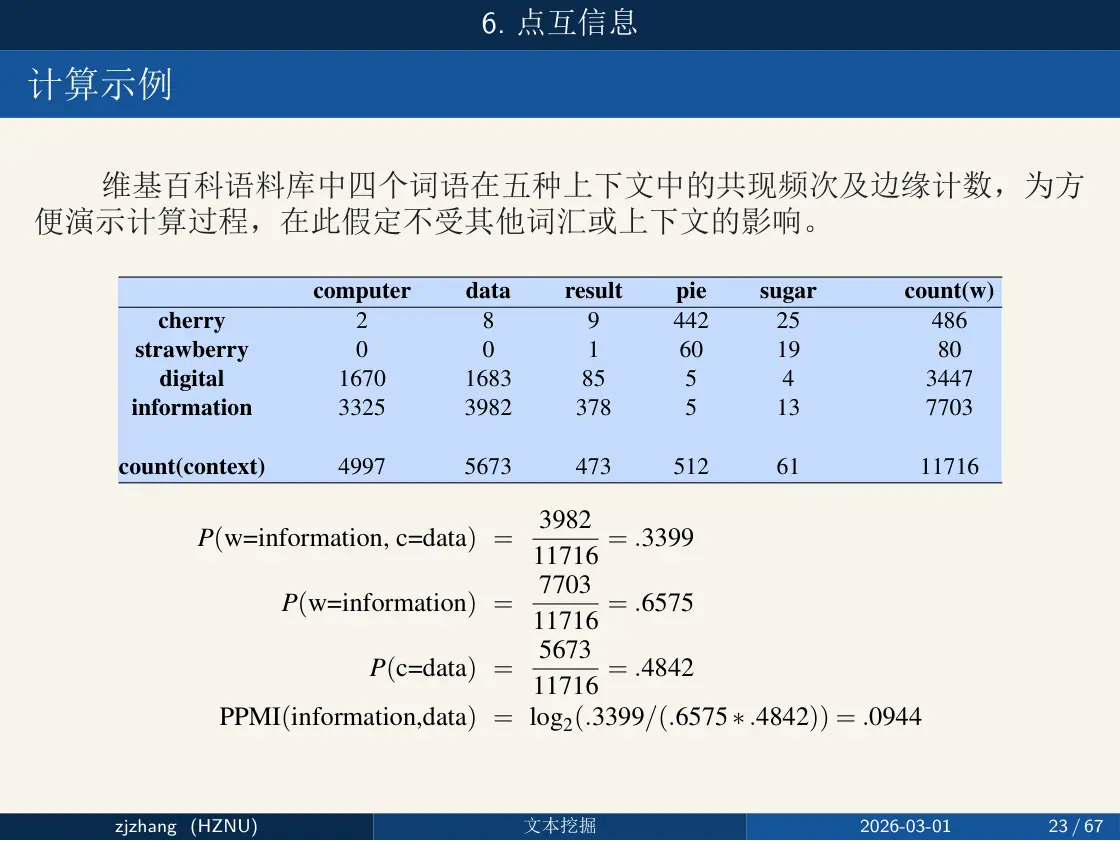 6. 点互信息
计算示例
维基百科语料库中四个词语在五种上下文中的共现频次及边缘计数，为方
便演示计算过程，在此假定不受其他词汇或上下文的影响。
computer data result pie sugar count(w)
cherry 2 8 9 442 25 486
strawberry 0 0 1 60 19 80
digital 1670 1683 85 5 4 3447
information 3325 3982 378 5 13 7703
count(context) 4997 5673 473 512 61 11716
P(w=information, c=data) = 3982/11716 = .3399
P(w=information) = 7703/11716 = .6575
P(c=data) = 5673/11716 = .4842
PPMI(information,data) = log₂(.3399/(.6575∗.4842)) = .0944
zjzhang (HZNU) 文本挖掘 2026-03-01 23 / 67